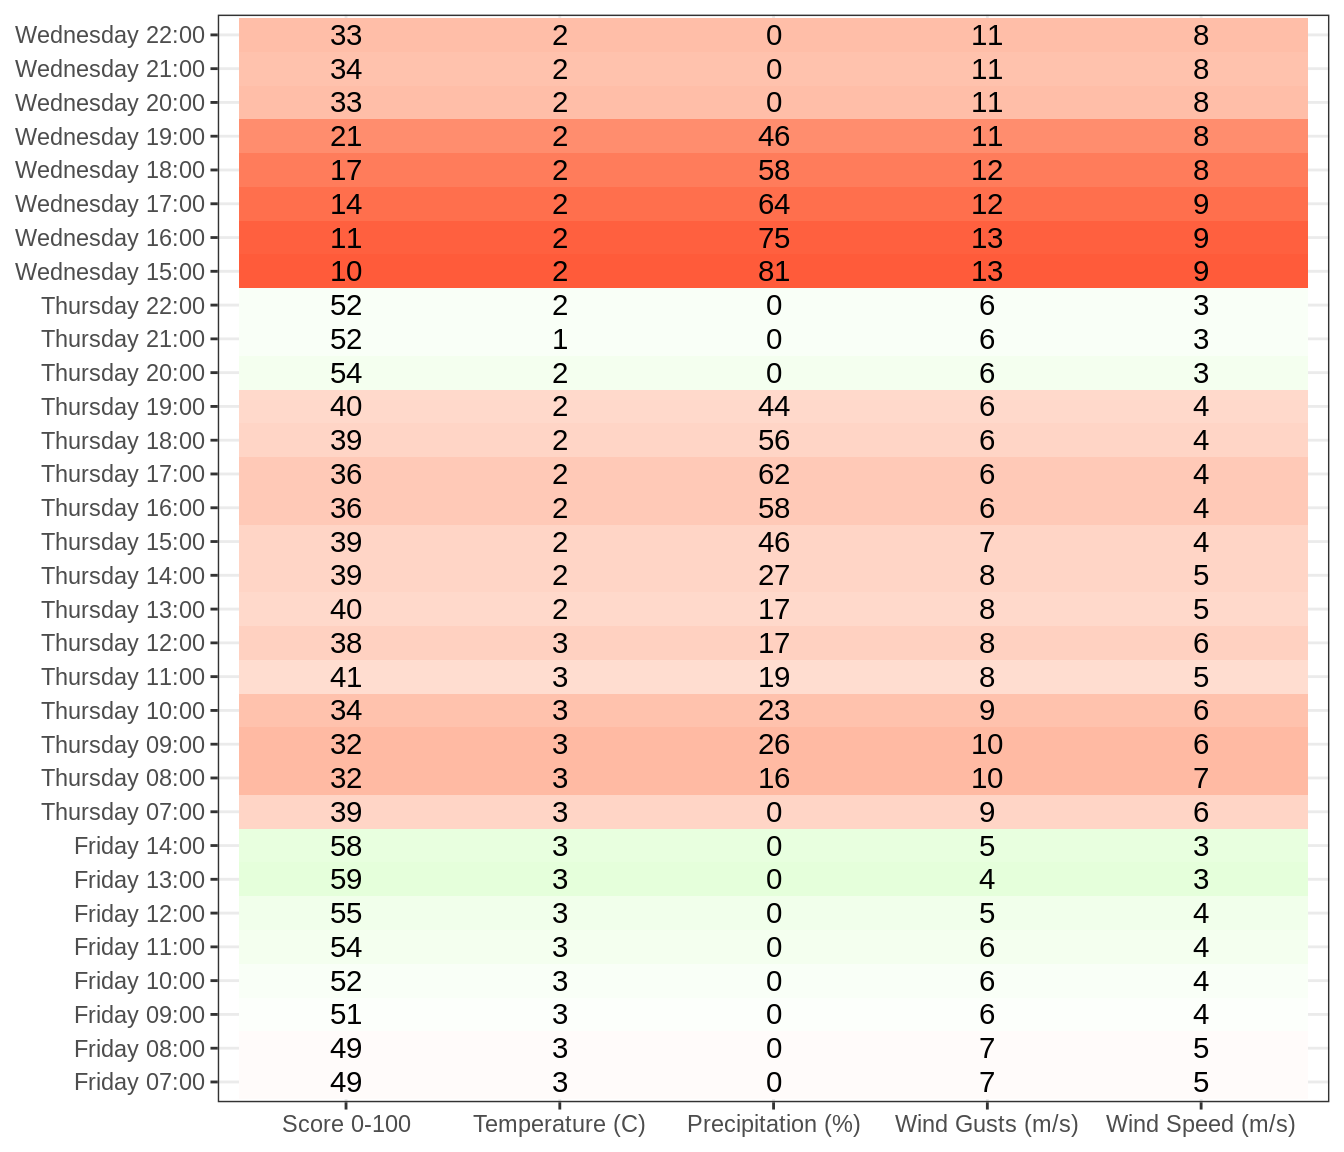 Wednesday 22:00 33 2 0 11 8
Wednesday 21:00 34 2 0 11 8
Wednesday 20:00 33 2 0 11 8
Wednesday 19:00 21 2 46 11 8
Wednesday 18:00 17 2 58 12 8
Wednesday 17:00 14 2 64 12 9
Wednesday 16:00 11 2 75 13 9
Wednesday 15:00 10 2 81 13 9
Thursday 22:00 52 2 0 6 3
Thursday 21:00 52 1 0 6 3
Thursday 20:00 54 2 0 6 3
Thursday 19:00 40 2 44 6 4
Thursday 18:00 39 2 56 6 4
Thursday 17:00 36 2 62 6 4
Thursday 16:00 36 2 58 6 4
Thursday 15:00 39 2 46 7 4
Thursday 14:00 39 2 27 8 5
Thursday 13:00 40 2 17 8 5
Thursday 12:00 38 3 17 8 6
Thursday 11:00 41 3 19 8 5
Thursday 10:00 34 3 23 9 6
Thursday 09:00 32 3 26 10 6
Thursday 08:00 32 3 16 10 7
Thursday 07:00 39 3 0 9 6
Friday 14:00 58 3 0 5 3
Friday 13:00 59 3 0 4 3
Friday 12:00 55 3 0 5 4
Friday 11:00 54 3 0 6 4
Friday 10:00 52 3 0 6 4
Friday 09:00 51 3 0 6 4
Friday 08:00 49 3 0 7 5
Friday 07:00 49 3 0 7 5
Score 0-100 Temperature (C) Precipitation (%) Wind Gusts (m/s) Wind Speed (m/s)